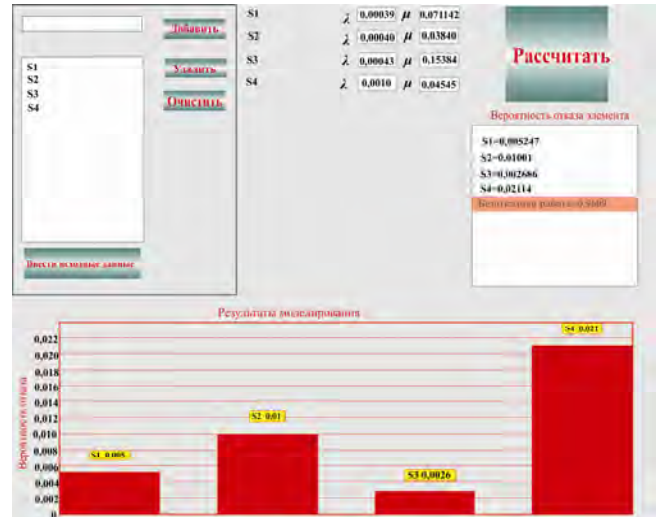 Добавить
Удалить
Очистить
S1
S2
S3
S4
Ввести исходные данные
S1 λ 0,00039 μ 0,071142
S2 λ 0,00040 μ 0,03840
S3 λ 0,00043 μ 0,15384
S4 λ 0,0010 μ 0,04545
Рассчитать
Вероятность отказа элемента
S1=0,005247
S2=0,01001
S3=0,002686
S4=0,02114
Безотказная работа=0,9609
Результаты моделирования
Вероятность отказа
0,022
0,020
0,018
0,016
0,014
0,012
0,010
0,008
0,006
0,004
0,002
0
S1 0,005
S2 0,01
S3 0,0026
S4 0,021